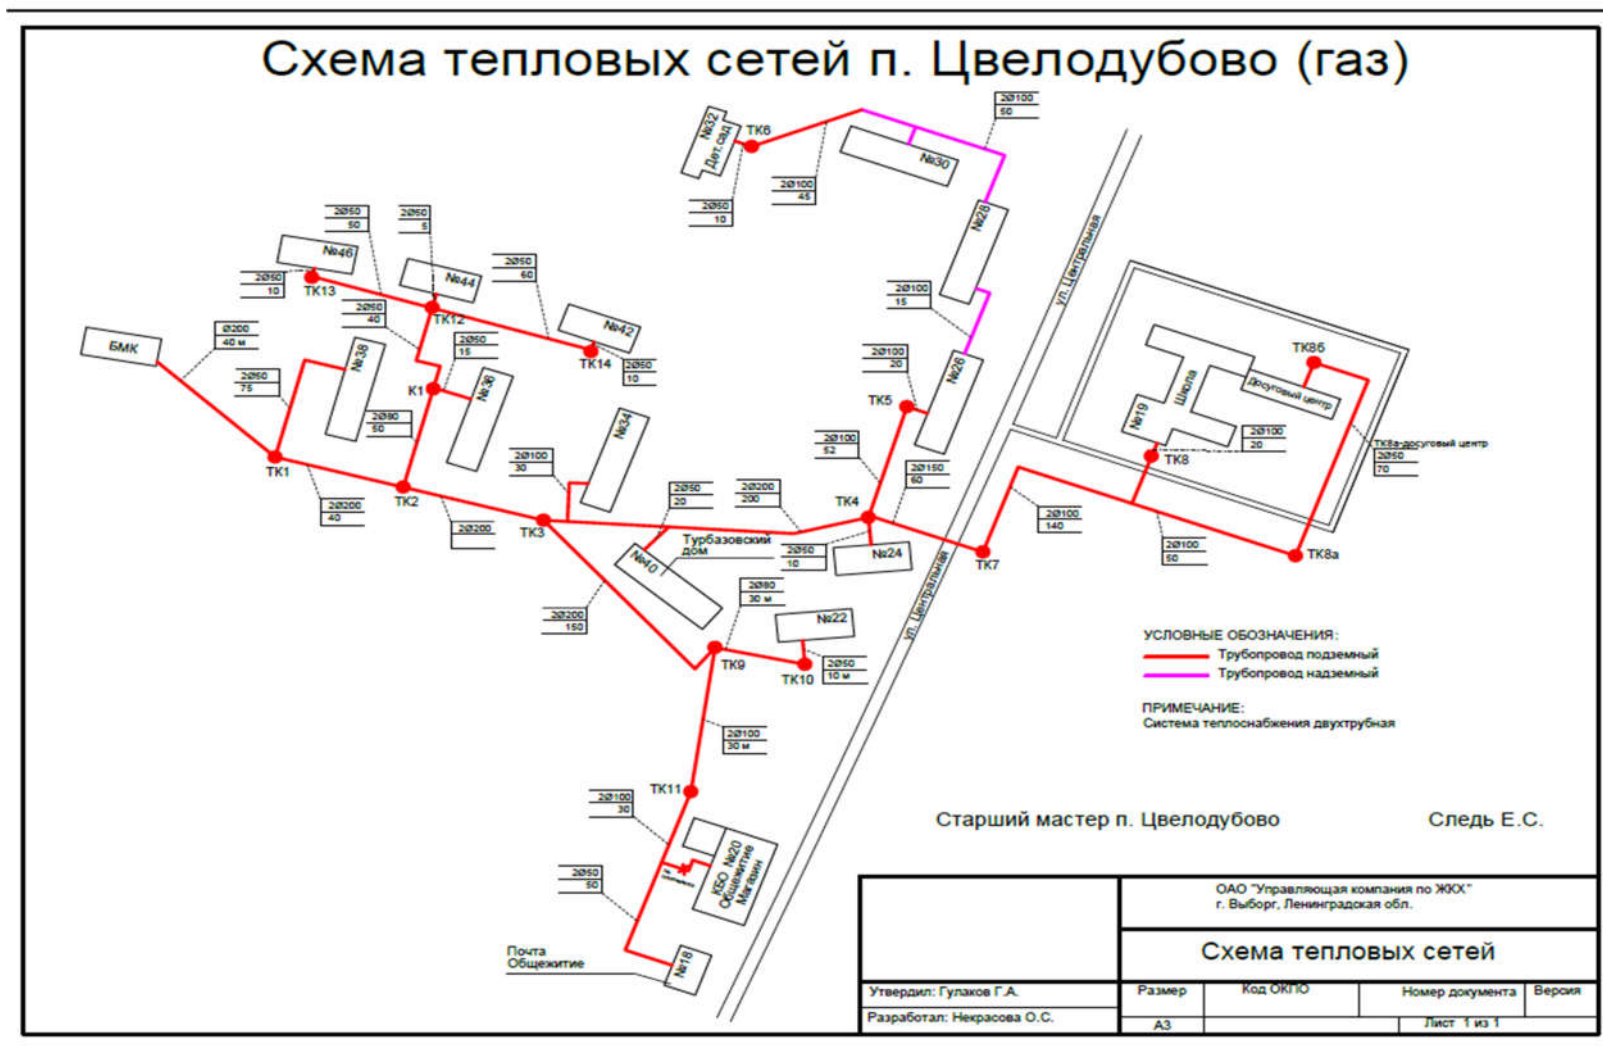 Схема тепловых сетей п. Цвелодубово (газ)
2Ø100
50
№32
Дет.сад
ТК6
№30
2Ø100
45
2Ø50
10
№28
ул. Центральная
2Ø50
50
2Ø50
5
2Ø50
60
№46
№44
2Ø50
10
ТК13
2Ø50
40
ТК12
№42
2Ø100
15
БМК
Ø200
40 м
№38
2Ø50
15
ТК14
2Ø50
10
2Ø100
20
№26
ТК8б
Досуговый центр
Школа
№19
2Ø50
75
К1
№36
2Ø80
50
№34
ТК5
2Ø100
52
2Ø100
20
ТК8а-досуговый центр
2Ø50
70
ТК1
ТК2
2Ø100
30
2Ø50
20
2Ø200
200
2Ø150
60
ТК8
2Ø200
40
2Ø200
ТК3
ТК4
2Ø100
140
Турбазовский
дом
2Ø50
10
№24
ТК7
2Ø100
50
ТК8а
№40
2Ø80
30 м
ул. Центральная
2Ø200
150
№22
ТК9
ТК10
2Ø50
10 м
УСЛОВНЫЕ ОБОЗНАЧЕНИЯ:
Трубопровод подземный
Трубопровод надземный
ПРИМЕЧАНИЕ:
Система теплоснабжения двухтрубная
2Ø100
30 м
ТК11
2Ø100
30
КБО №20
Общежитие
Магазин
2Ø50
50
Почта
Общежитие
№18
Старший мастер п. Цвелодубово
Следь Е.С.
ОАО "Управляющая компания по ЖКХ"
г. Выборг, Ленинградская обл.
Схема тепловых сетей
Утвердил: Гулаков Г.А.
Размер
Код ОКПО
Номер документа
Версия
Разработал: Некрасова О.С.
А3
Лист 1 из 1